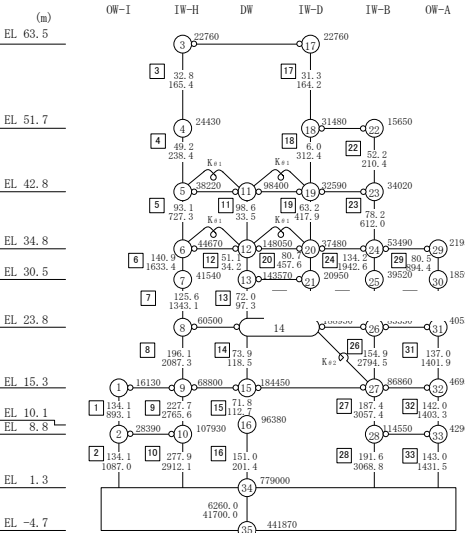 OW-I IW-H DW IW-D IW-B OW-A
(m)
EL 63.5
3 22760 17 22760
3 32.8 17 31.3
165.4 164.2
EL 51.7
4 24430 18 31480 22 15650
4 49.2 18 6.0 22 52.2
238.4 312.4 210.4
Kθ1 Kθ1
EL 42.8
5 38220 11 98400 19 32590 23 34020
5 93.1 11 98.6 19 63.2 23 78.2
727.3 33.5 417.9 612.0
Kθ1 Kθ1
EL 34.8
6 44670 12 148050 20 37480 24 53490 29 219
6 140.9 12 51.1 20 80.7 24 134.2 29 80.5
1633.4 34.2 457.6 1942.6 894.4
EL 30.5
7 41540 13 143570 21 20950 25 39520 30 1859
7 125.6 13 72.0
1343.1 97.3
EL 23.8
8 60500 14 26 31 405
8 196.1 14 73.9 26 154.9 31 137.0
2087.3 118.5 Kθ2 2794.5 1401.9
EL 15.3
1 16130 9 68800 15 184450 27 86860 32 469
1 134.1 9 227.7 15 71.8 27 187.4 32 142.0
893.1 2765.6 112.7 3057.4 1403.3
EL 10.1
16 96380
EL 8.8
2 28390 10 107930 28 114550 33 429
2 134.1 10 277.9 16 151.0 28 191.6 33 143.0
1087.0 2912.1 201.4 3068.8 1431.5
EL 1.3
34 779000
6260.0
41700.0
EL -4.7
35 441870